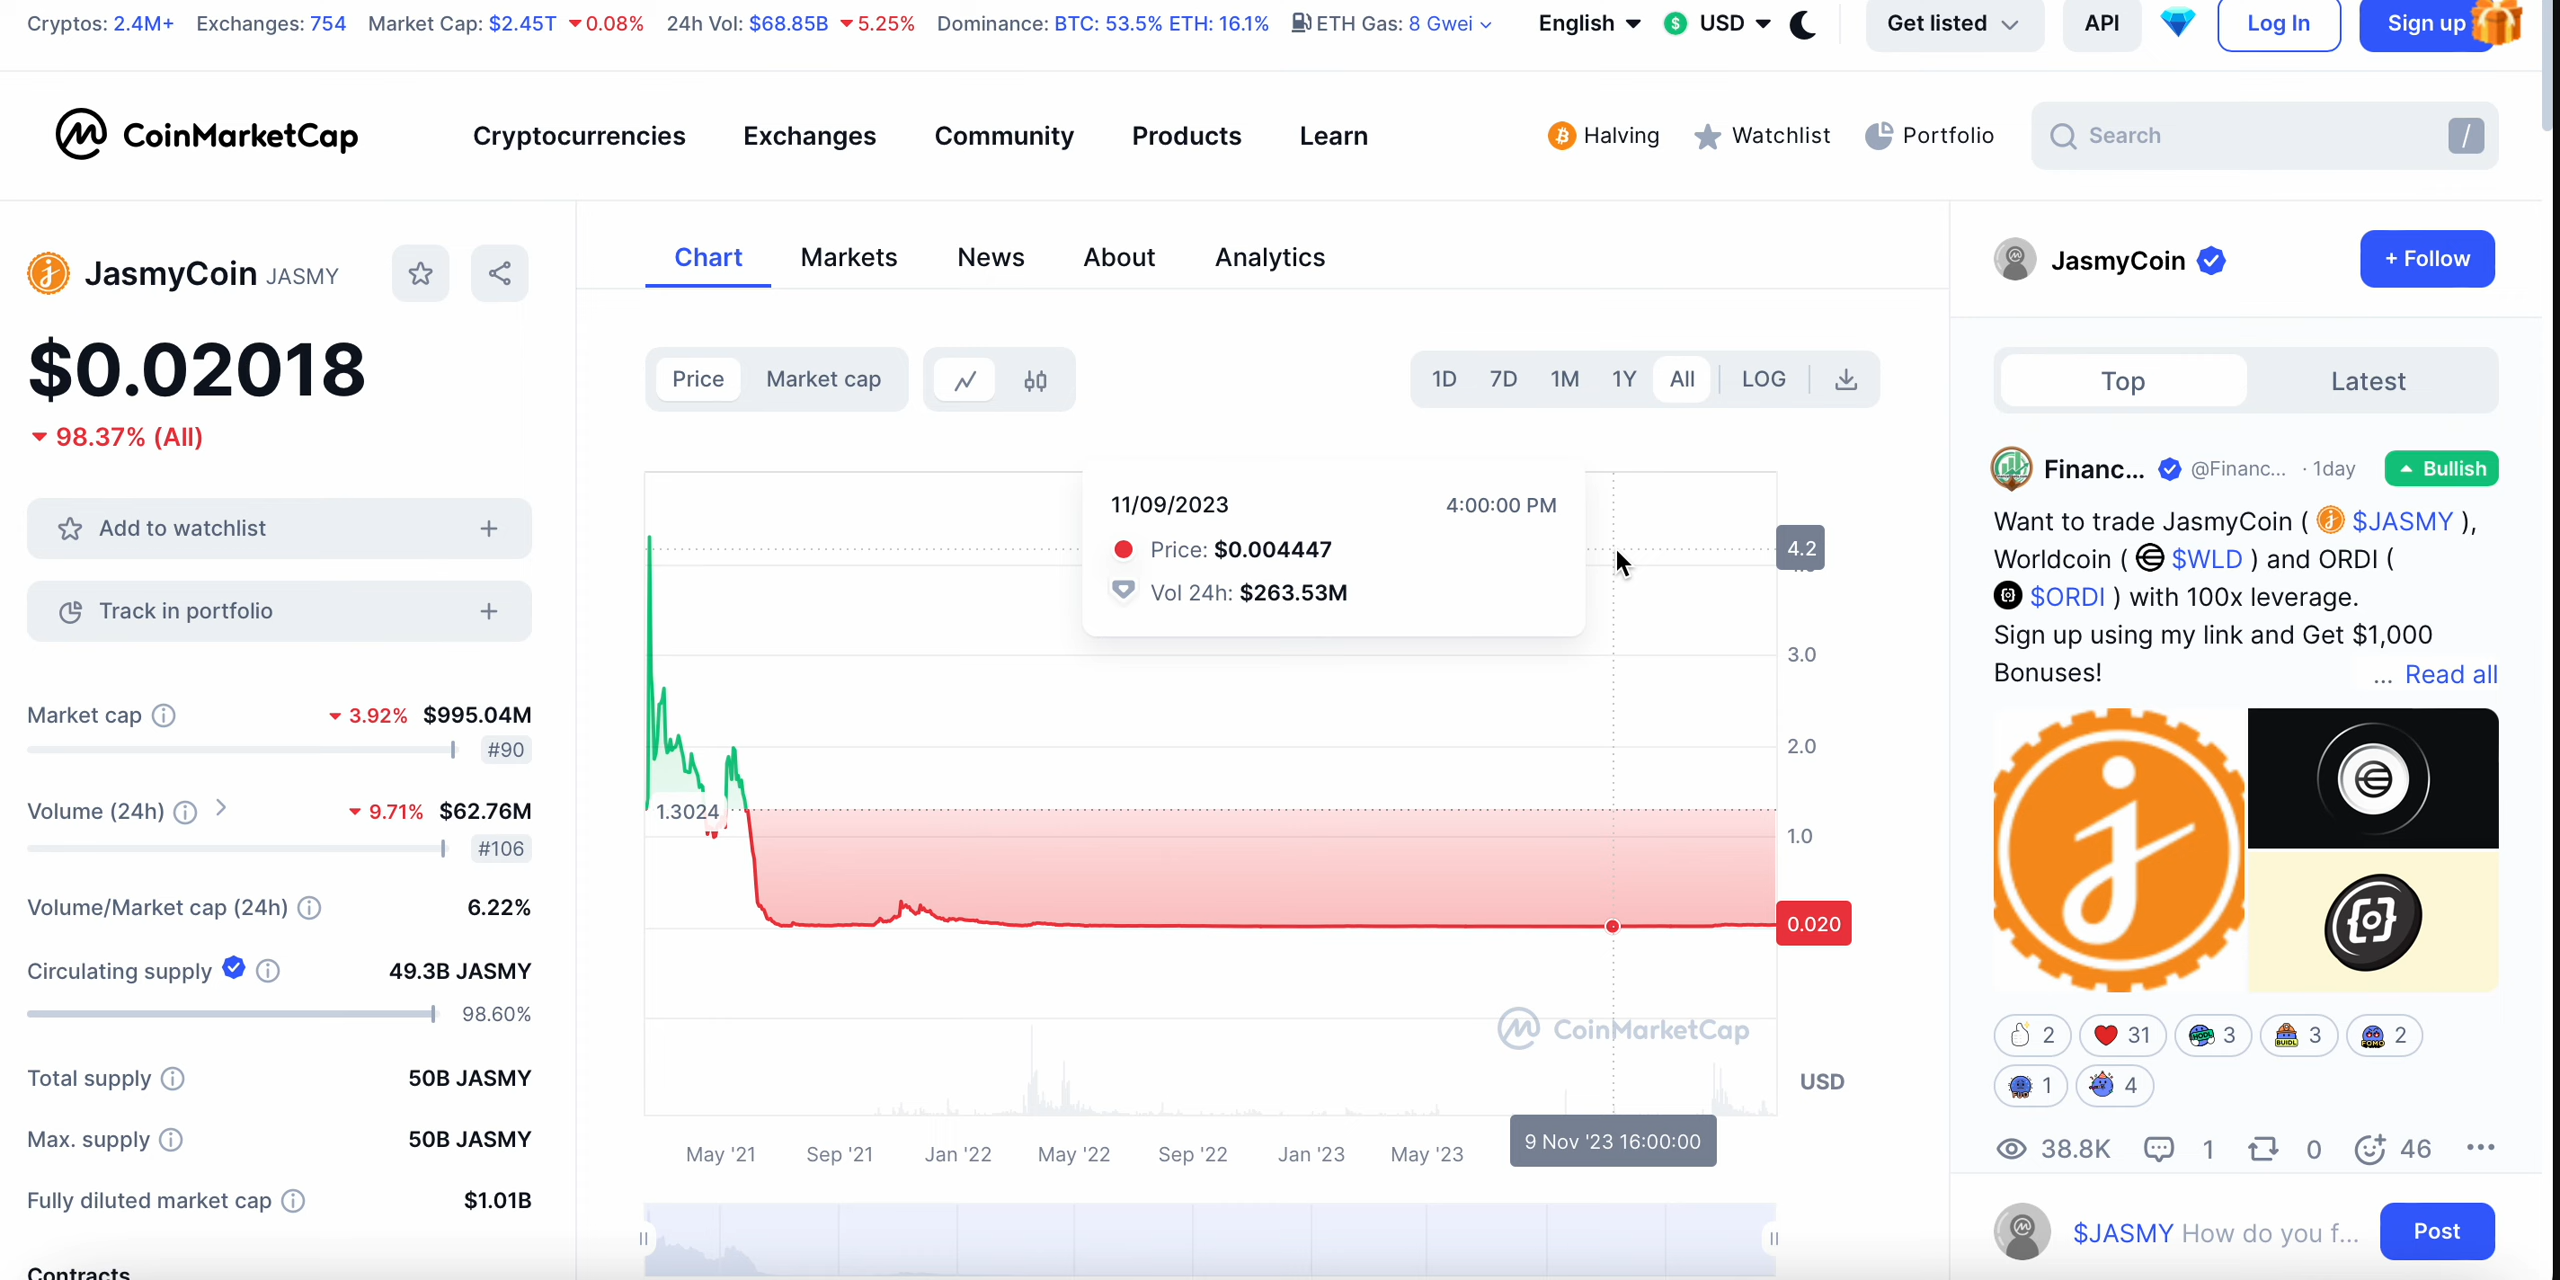 Cryptos: 2.4M+ Exchanges: 754 Market Cap: $2.45T 0.08% 24h Vol: $68.85B 5.25% Dominance: BTC: 53.5% ETH: 16.1% ETH Gas: 8 Gwei English $ USD Get listed API Log In Sign up
CoinMarketCap Cryptocurrencies Exchanges Community Products Learn Halving Watchlist Portfolio Search /
JasmyCoin JASMY
$0.02018
98.37% (All)
Add to watchlist +
Track in portfolio +
Market cap 3.92% $995.04M
#90
Volume (24h) 9.71% $62.76M
#106
Volume/Market cap (24h) 6.22%
Circulating supply 49.3B JASMY
98.60%
Total supply 50B JASMY
Max. supply 50B JASMY
Fully diluted market cap $1.01B
Contracts
Chart Markets News About Analytics
Price Market cap 1D 7D 1M 1Y All LOG
11/09/2023 4:00:00 PM
Price: $0.004447
Vol 24h: $263.53M
4.2
3.0
2.0
1.3024
1.0
0.020
CoinMarketCap
USD
May '21 Sep '21 Jan '22 May '22 Sep '22 Jan '23 May '23 9 Nov '23 16:00:00
JasmyCoin + Follow
Top Latest
Financ... @Financ... · 1day Bullish
Want to trade JasmyCoin ( $JASMY ),
Worldcoin ( $WLD ) and ORDI (
$ORDI ) with 100x leverage.
Sign up using my link and Get $1,000
Bonuses! ... Read all
2 31 HODL 3 BUIDL 3 FOMO 2
FUD 1 4
38.8K 1 0 46
$JASMY How do you f... Post